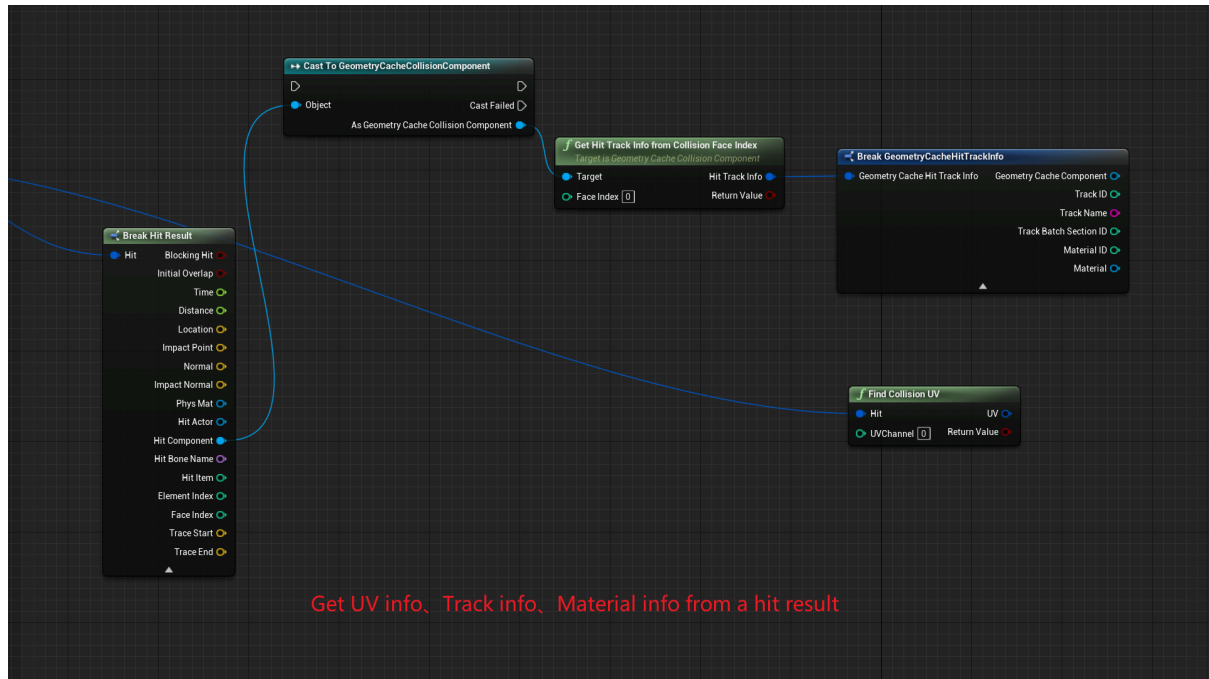 Cast To GeometryCacheCollisionComponent
Object
Cast Failed
As Geometry Cache Collision Component
Get Hit Track Info from Collision Face Index
Target is Geometry Cache Collision Component
Target
Hit Track Info
Face Index 0
Return Value
Break GeometryCacheHitTrackInfo
Geometry Cache Hit Track Info
Geometry Cache Component
Track ID
Track Name
Track Batch Section ID
Material ID
Material
Break Hit Result
Hit
Blocking Hit
Initial Overlap
Time
Distance
Location
Impact Point
Normal
Impact Normal
Phys Mat
Hit Actor
Hit Component
Hit Bone Name
Hit Item
Element Index
Face Index
Trace Start
Trace End
Find Collision UV
Hit
UV
UVChannel 0
Return Value
Get UV info、Track info、Material info from a hit result